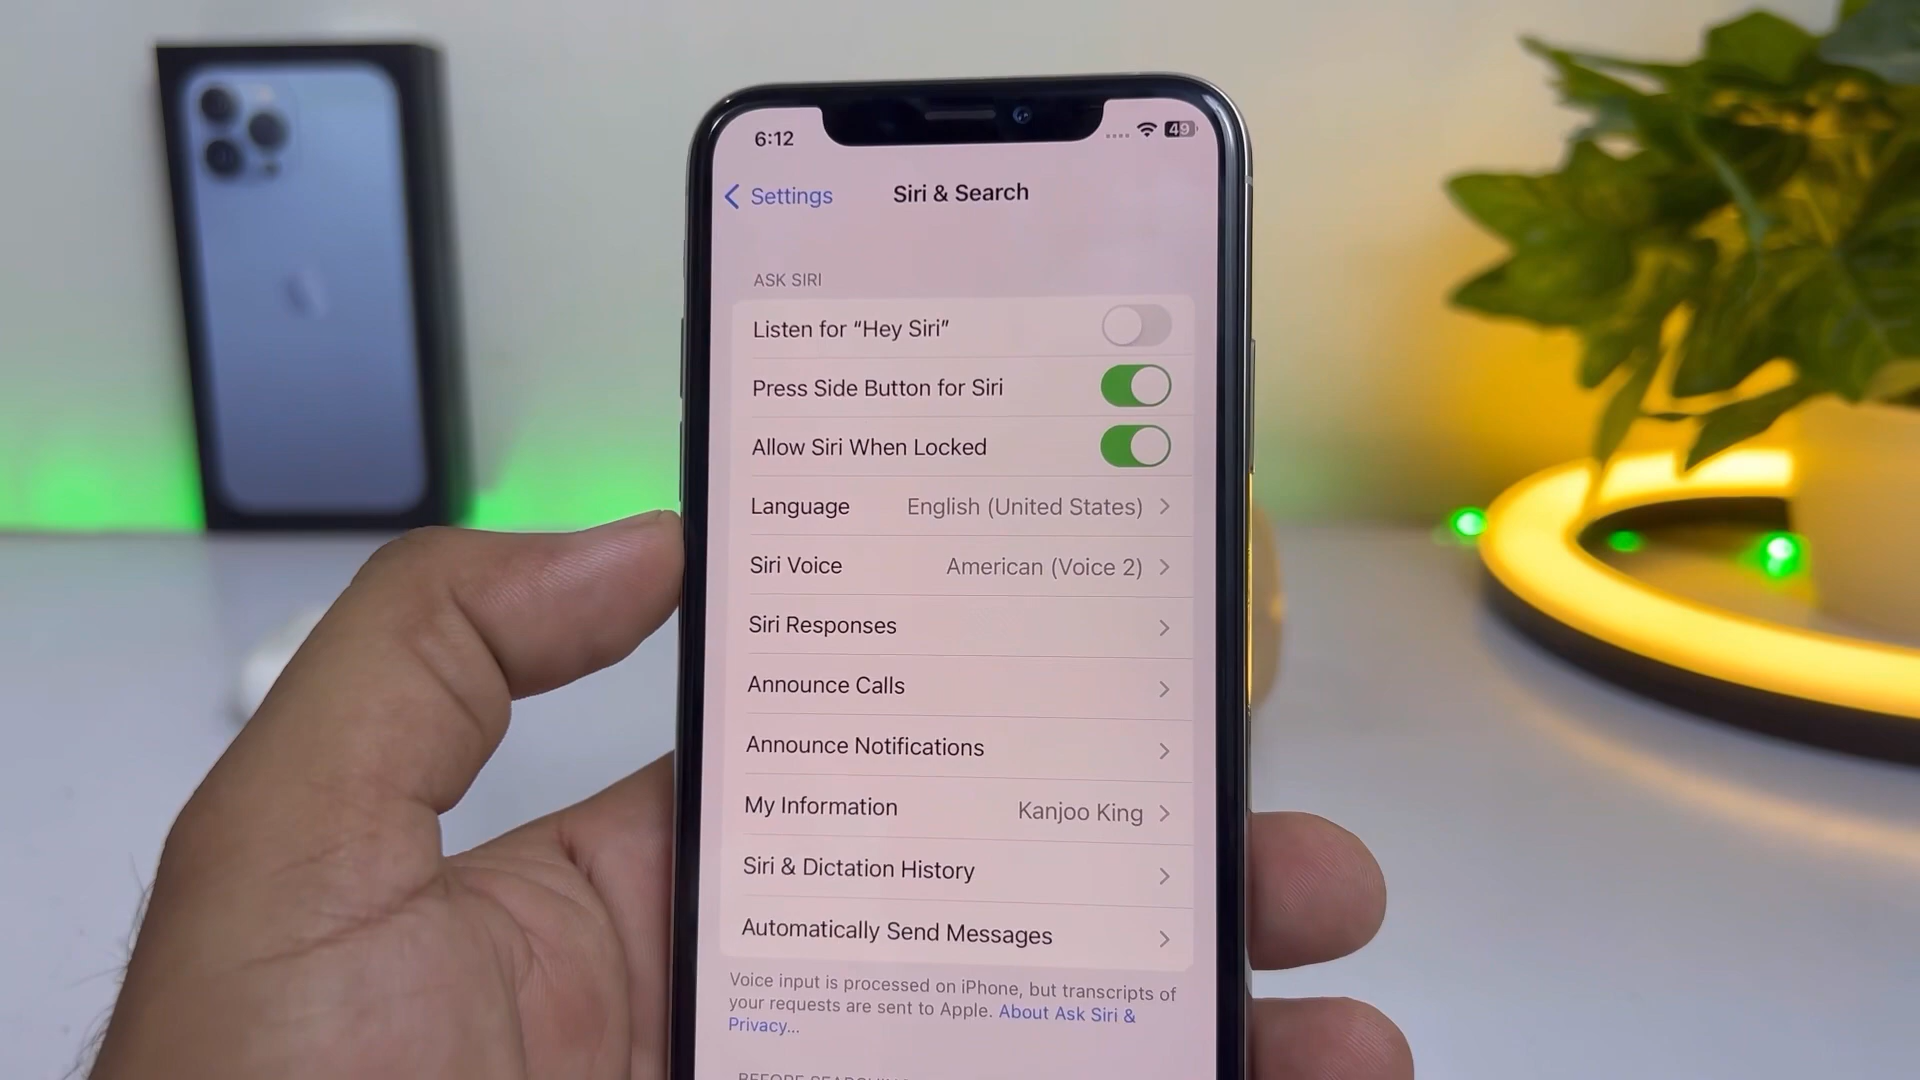 6:12
49
Settings
Siri & Search
ASK SIRI
Listen for “Hey Siri”
Press Side Button for Siri
Allow Siri When Locked
Language English (United States)
Siri Voice American (Voice 2)
Siri Responses
Announce Calls
Announce Notifications
My Information Kanjoo King
Siri & Dictation History
Automatically Send Messages
Voice input is processed on iPhone, but transcripts of
your requests are sent to Apple. About Ask Siri &
Privacy...